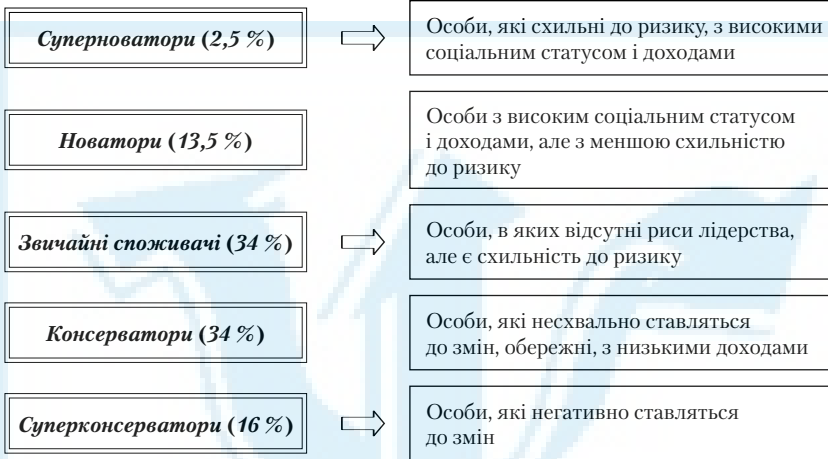 Суперноватори (2,5 %)
Особи, які схильні до ризику, з високими
соціальним статусом і доходами
Новатори (13,5 %)
Особи з високим соціальним статусом
і доходами, але з меншою схильністю
до ризику
Звичайні споживачі (34 %)
Особи, в яких відсутні риси лідерства,
але є схильність до ризику
Консерватори (34 %)
Особи, які несхвально ставляться
до змін, обережні, з низькими доходами
Суперконсерватори (16 %)
Особи, які негативно ставляться
до змін